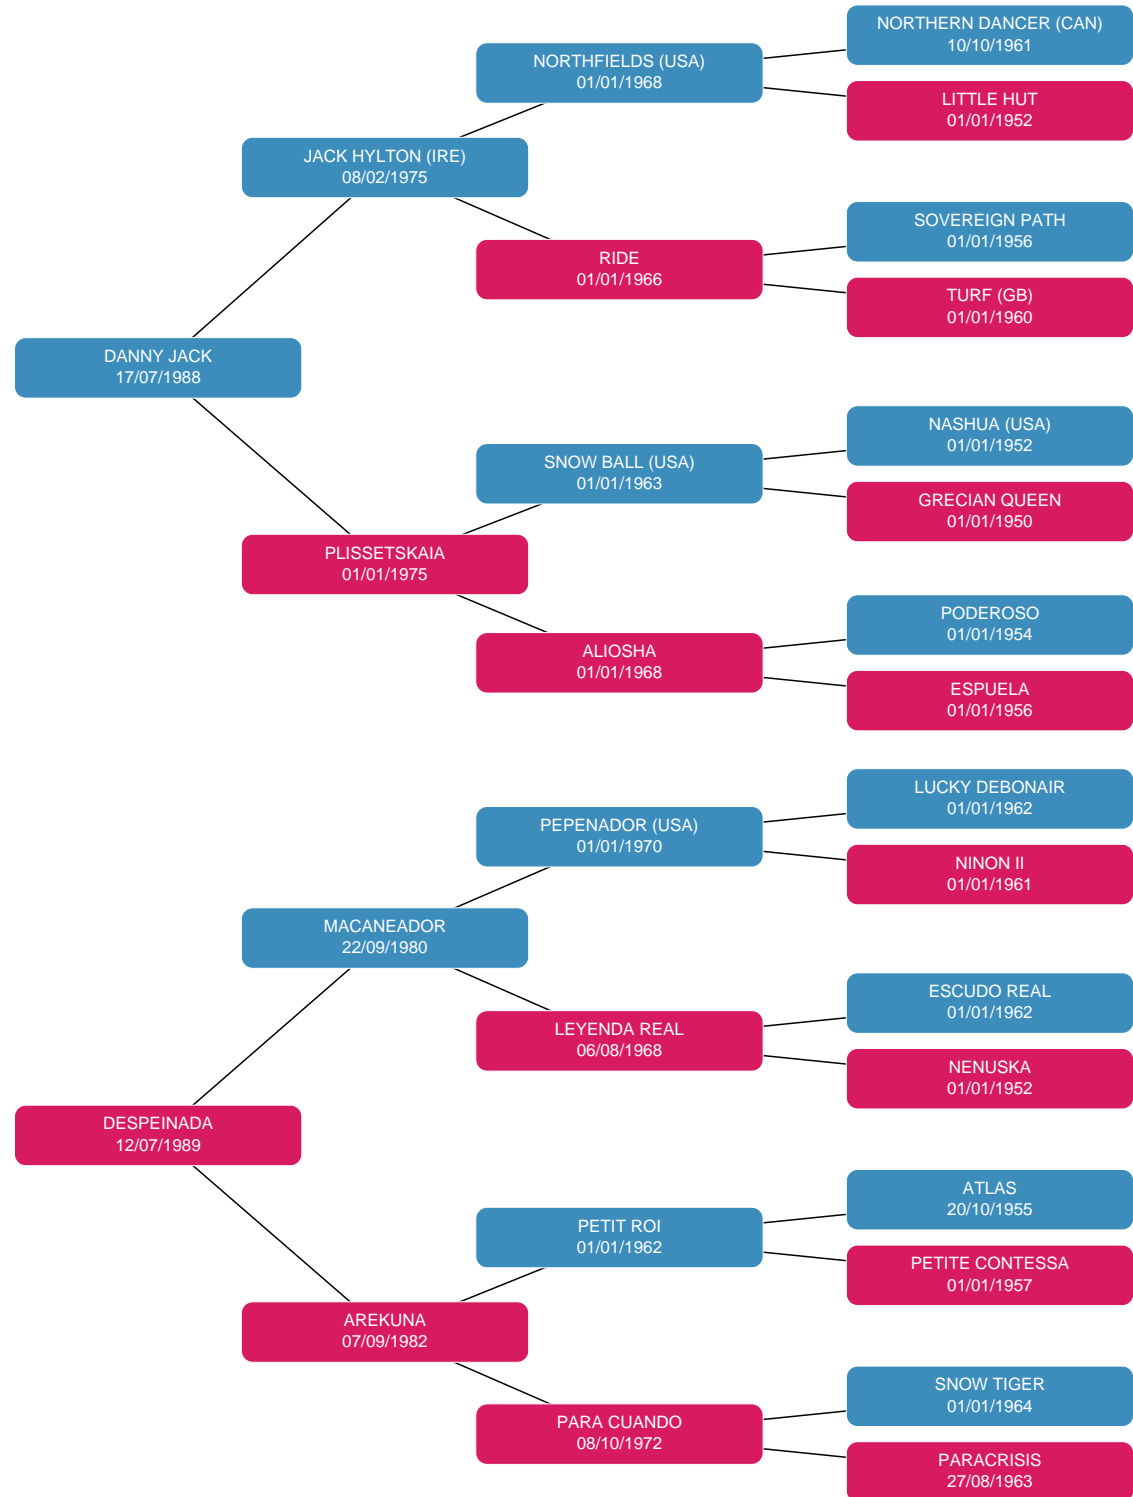 NORTHERN DANCER (CAN)
10/10/1961
NORTHFIELDS (USA)
01/01/1968
LITTLE HUT
01/01/1952
JACK HYLTON (IRE)
08/02/1975
SOVEREIGN PATH
01/01/1956
RIDE
01/01/1966
TURF (GB)
01/01/1960
DANNY JACK
17/07/1988
NASHUA (USA)
01/01/1952
SNOW BALL (USA)
01/01/1963
GRECIAN QUEEN
01/01/1950
PLISSETSKAIA
01/01/1975
PODEROSO
01/01/1954
ALIOSHA
01/01/1968
ESPUELA
01/01/1956
LUCKY DEBONAIR
01/01/1962
PEPENADOR (USA)
01/01/1970
NINON II
01/01/1961
MACANEADOR
22/09/1980
ESCUDO REAL
01/01/1962
LEYENDA REAL
06/08/1968
NENUSKA
01/01/1952
DESPEINADA
12/07/1989
ATLAS
20/10/1955
PETIT ROI
01/01/1962
PETITE CONTESSA
01/01/1957
AREKUNA
07/09/1982
SNOW TIGER
01/01/1964
PARA CUANDO
08/10/1972
PARACRISIS
27/08/1963